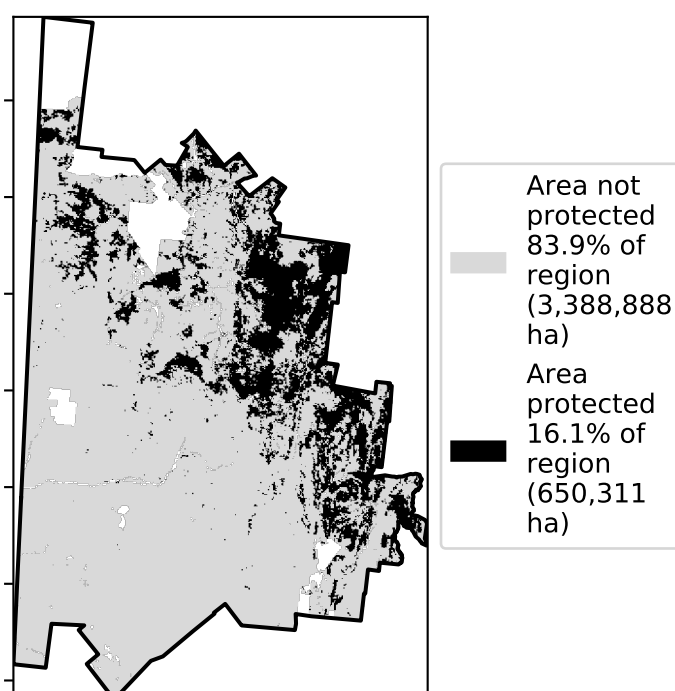 Area not
protected
83.9% of
region
(3,388,888
ha)
Area
protected
16.1% of
region
(650,311
ha)